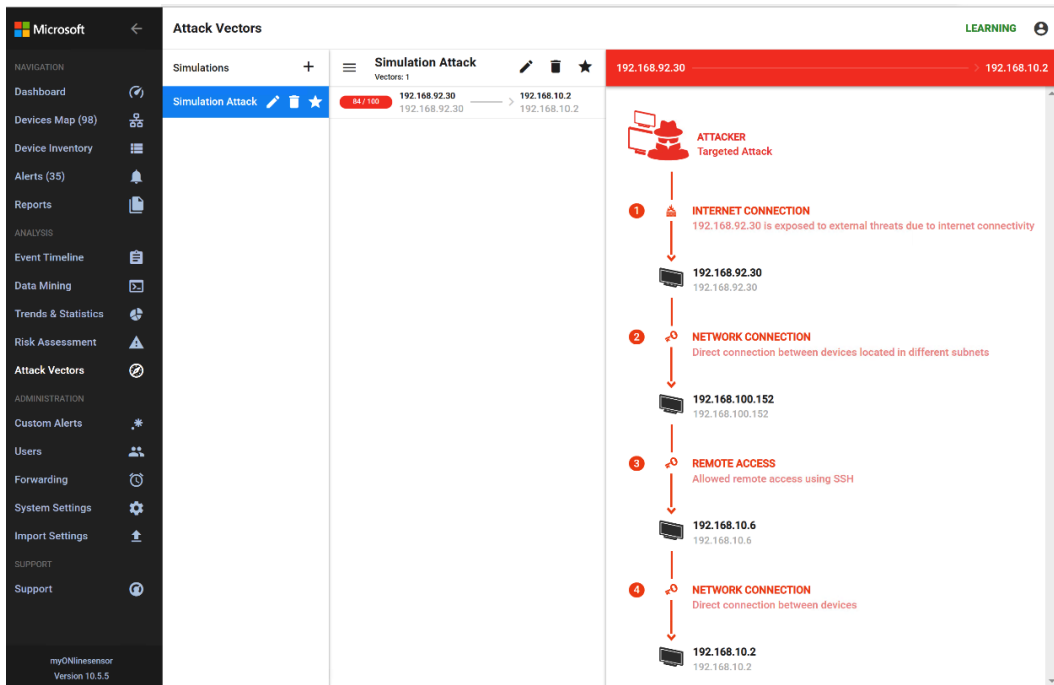 Microsoft
NAVIGATION
Dashboard
Devices Map (98)
Device Inventory
Alerts (35)
Reports
ANALYSIS
Event Timeline
Data Mining
Trends & Statistics
Risk Assessment
Attack Vectors
ADMINISTRATION
Custom Alerts
Users
Forwarding
System Settings
Import Settings
SUPPORT
Support
myONlinesensor
Version 10.5.5
Attack Vectors
LEARNING
Simulations
Simulation Attack
Simulation Attack
Vectors: 1
84 / 100
192.168.92.30
192.168.92.30
192.168.10.2
192.168.10.2
192.168.92.30
192.168.10.2
ATTACKER
Targeted Attack
1
INTERNET CONNECTION
192.168.92.30 is exposed to external threats due to internet connectivity
192.168.92.30
192.168.92.30
2
NETWORK CONNECTION
Direct connection between devices located in different subnets
192.168.100.152
192.168.100.152
3
REMOTE ACCESS
Allowed remote access using SSH
192.168.10.6
192.168.10.6
4
NETWORK CONNECTION
Direct connection between devices
192.168.10.2
192.168.10.2